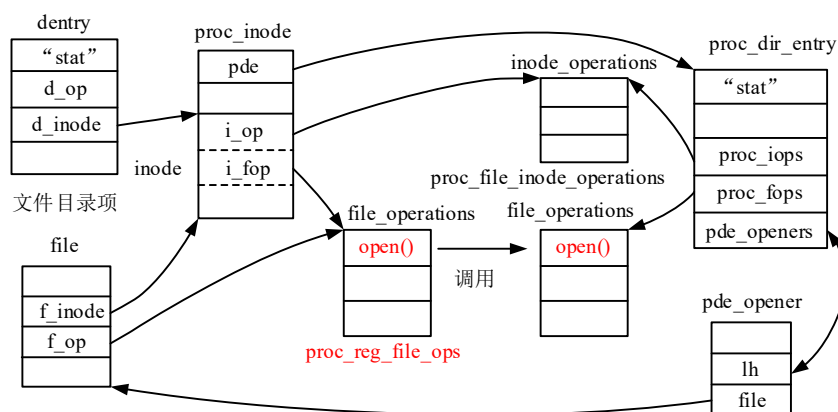 dentry
“stat”
d_op
d_inode
文件目录项
proc_inode
pde
inode
i_op
i_fop
inode_operations
proc_file_inode_operations
proc_dir_entry
“stat”
proc_iops
proc_fops
pde_openers
file
f_inode
f_op
file_operations
open()
proc_reg_file_ops
调用
file_operations
open()
pde_opener
lh
file